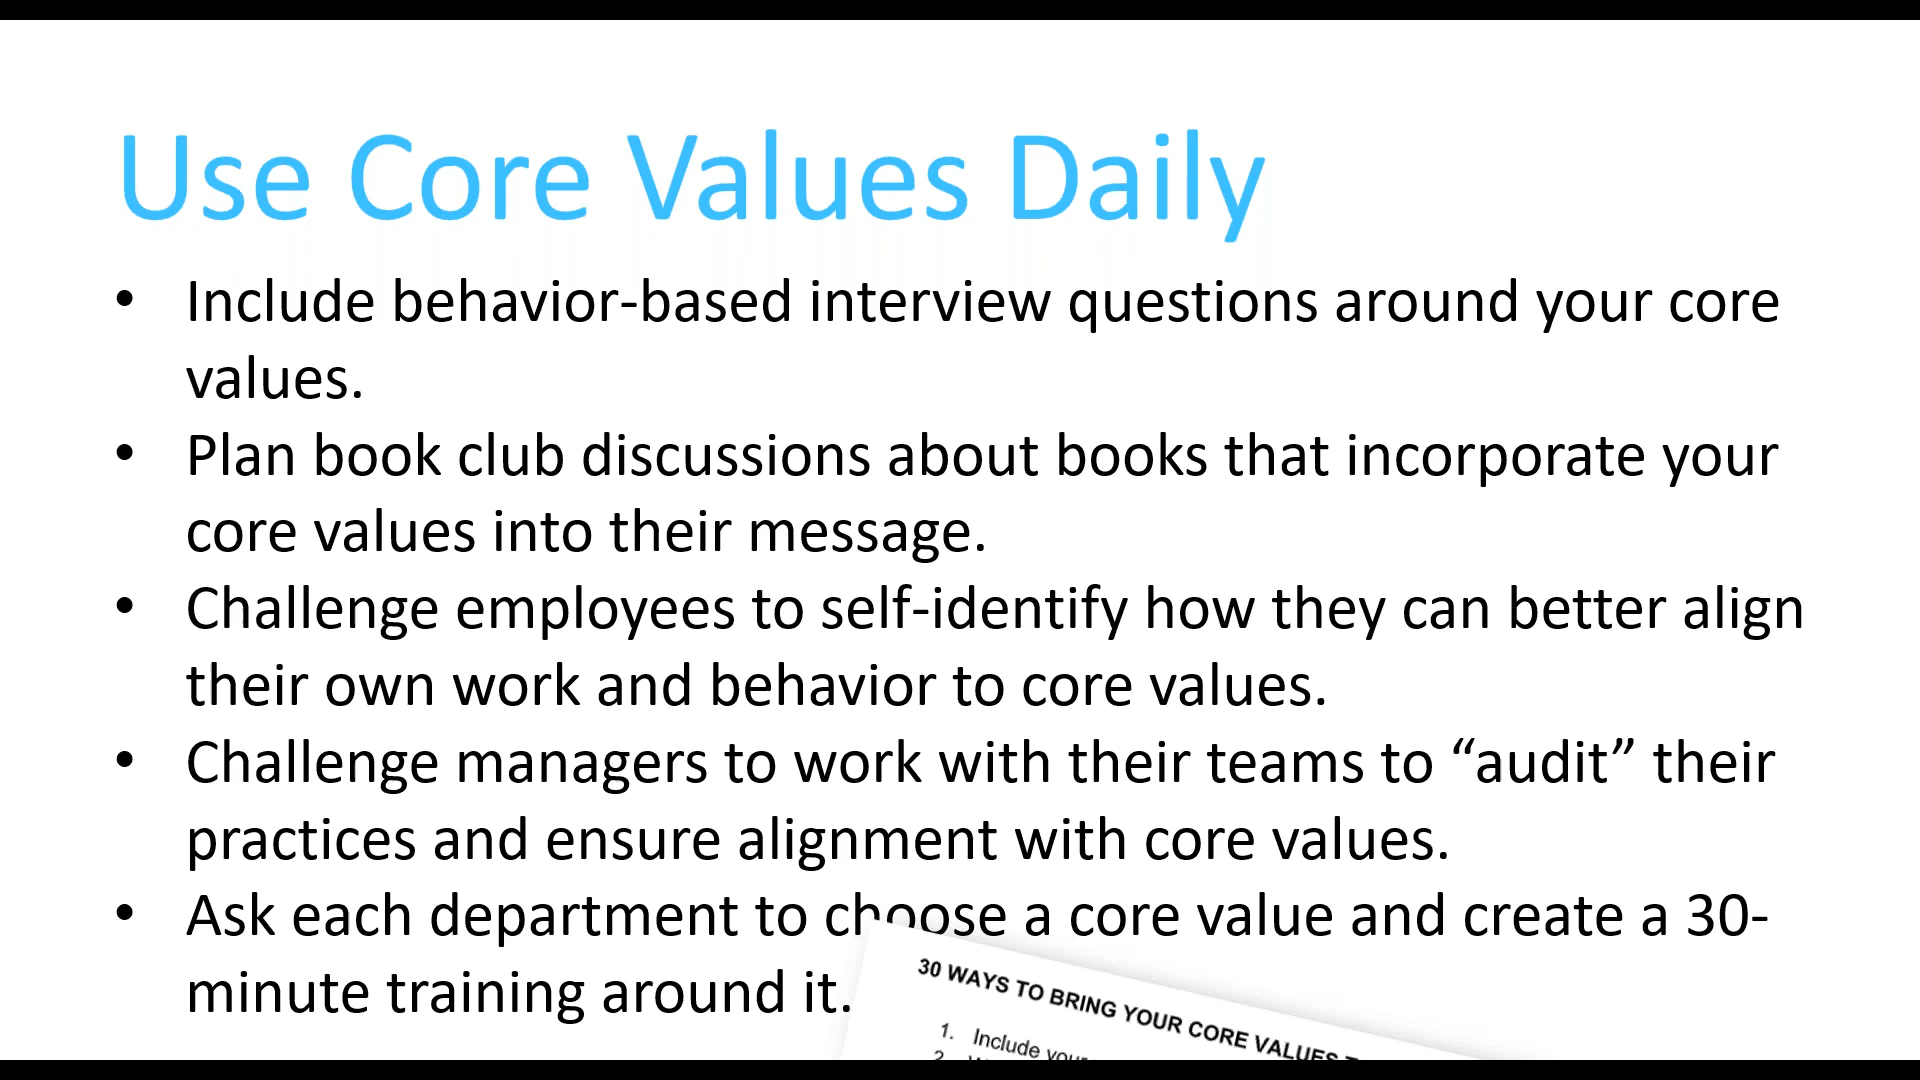 Use Core Values Daily
• Include behavior-based interview questions around your core
values.
• Plan book club discussions about books that incorporate your
core values into their message.
• Challenge employees to self-identify how they can better align
their own work and behavior to core values.
• Challenge managers to work with their teams to “audit” their
practices and ensure alignment with core values.
• Ask each department to choose a core value and create a 30-
minute training around it.
30 WAYS TO BRING YOUR CORE VALUES
1. Include your
2.